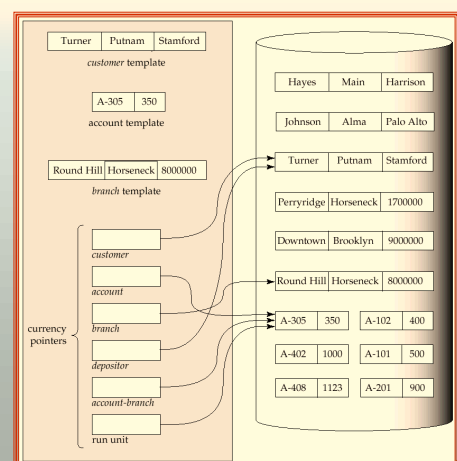 Turner Putnam Stamford
customer template
A-305 350
account template
Round Hill Horseneck 8000000
branch template
customer
account
branch
depositor
account-branch
run unit
currency
pointers
Hayes Main Harrison
Johnson Alma Palo Alto
Turner Putnam Stamford
Perryridge Horseneck 1700000
Downtown Brooklyn 9000000
Round Hill Horseneck 8000000
A-305 350 A-102 400
A-402 1000 A-101 500
A-408 1123 A-201 900